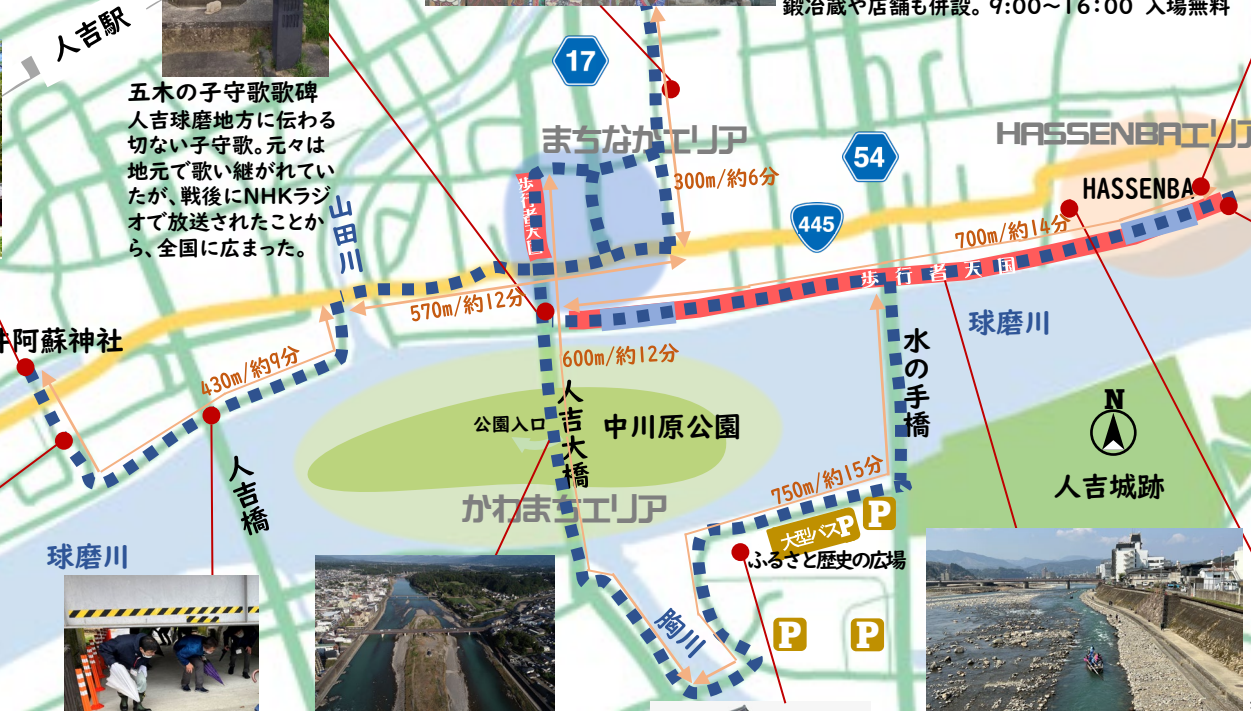 鍛冶蔵や店舗も併設。9:00~16:00 入場無料
人吉駅
五木の子守歌歌碑
人吉球磨地方に伝わる
切ない子守歌。元々は
地元で歌い継がれてい
たが、戦後にNHKラジ
オで放送されたことか
ら、全国に広まった。
17
まちなかエリア
54
HASSENBAエリア
HASSENBA
300m/約6分
歩行者天国
山田川
445
700m/約14分
歩行者天国
570m/約12分
球磨川
阿蘇神社
430m/約9分
600m/約12分
水の手橋
公園入口
人吉大橋
中川原公園
N
人吉城跡
人吉橋
かわまちエリア
750m/約15分
大型バスP
P
ふるさと歴史の広場
球磨川
胸川
P
P